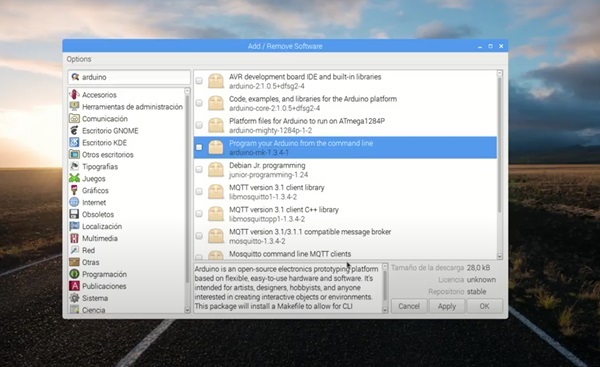 Add / Remove Software
Options
arduino
Accesorios
Herramientas de administración
Comunicación
Escritorio GNOME
Escritorio KDE
Otros escritorios
Tipografías
Juegos
Gráficos
Internet
Obsoletos
Localización
Multimedia
Red
Otras
Programación
Publicaciones
Sistema
Ciencia
AVR development board IDE and built-in libraries
arduino-2:1.0.5+dfsg2-4
Code, examples, and libraries for the Arduino platform
arduino-core-2:1.0.5+dfsg2-4
Platform files for Arduino to run on ATmega1284P
arduino-mighty-1284p-1-2
Program your Arduino from the command line
arduino-mk-1.3.4-1
Debian Jr. programming
junior-programming-1.24
MQTT version 3.1 client library
libmosquitto1-1.3.4-2
MQTT version 3.1 client C++ library
libmosquittopp1-1.3.4-2
MQTT version 3.1/3.1.1 compatible message broker
mosquitto-1.3.4-2
Mosquitto command line MQTT clients
Arduino is an open-source electronics prototyping platform
based on flexible, easy-to-use hardware and software. It's
intended for artists, designers, hobbyists, and anyone
interested in creating interactive objects or environments.
This package will install a Makefile to allow for CLI
Tamaño de la descarga 28,0 kB
Licencia unknown
Repositorio stable
Cancel
Apply
OK